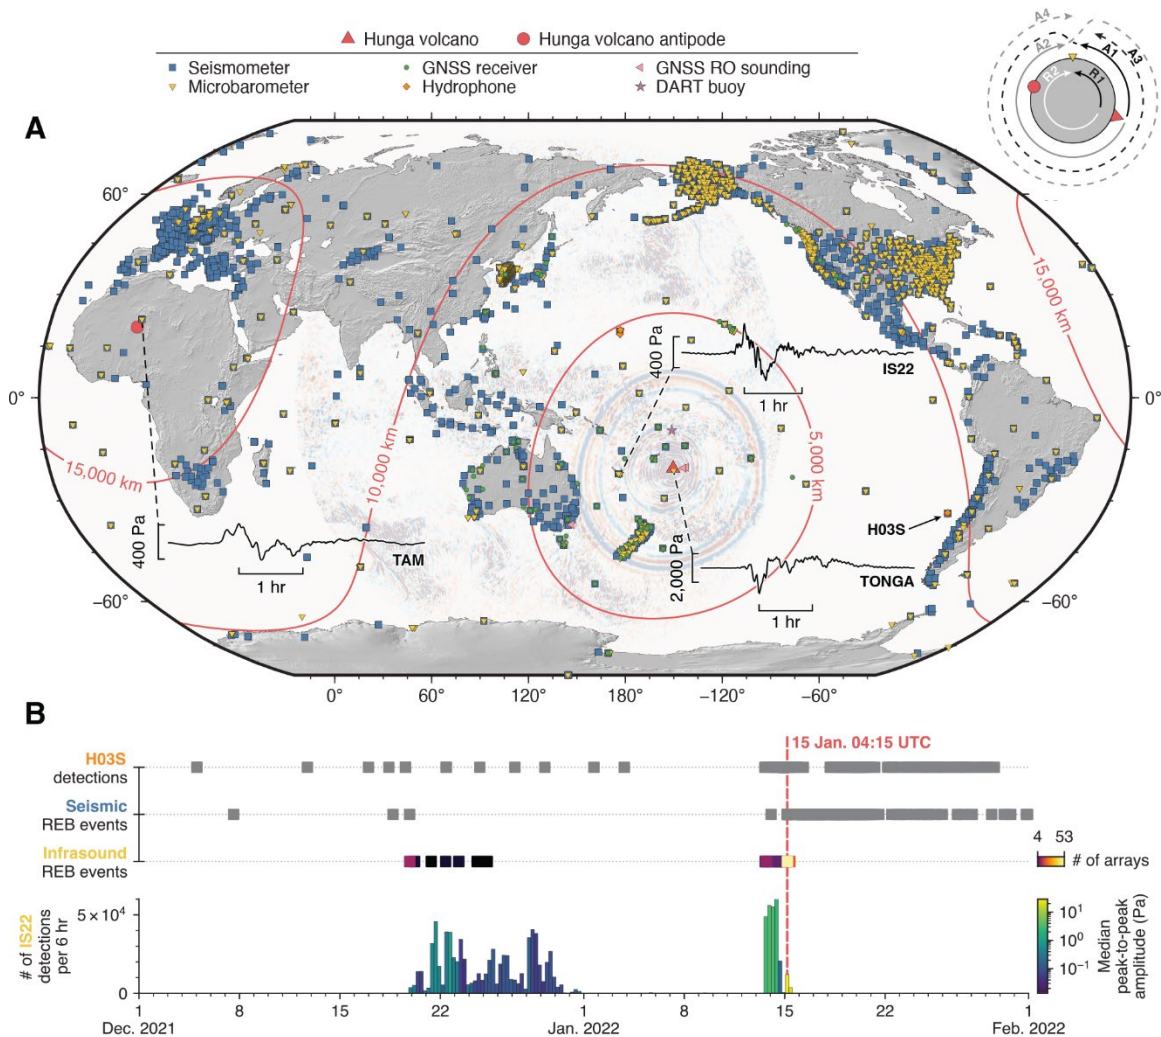 Hunga volcano Hunga volcano antipode
Seismometer GNSS receiver GNSS RO sounding
Microbarometer Hydrophone DART buoy
A4
A2
A1
A3
R2
R1
A
60°
60°
15,000 km
400 Pa
IS22
1 hr
0°
0°
10,000 km
5,000 km
15,000 km
H03S
400 Pa
TAM
2,000 Pa
TONGA
1 hr
1 hr
−60°
−60°
0° 60° 120° 180° −120° −60°
B
15 Jan. 04:15 UTC
H03S
detections
Seismic
REB events
4 53
Infrasound
REB events
# of arrays
# of IS22
detections
per 6 hr
5 × 10⁴
0
10¹
10⁰
10⁻¹
Median
peak-to-peak
amplitude (Pa)
1 8 15 22 1 8 15 22 1
Dec. 2021 Jan. 2022 Feb. 2022